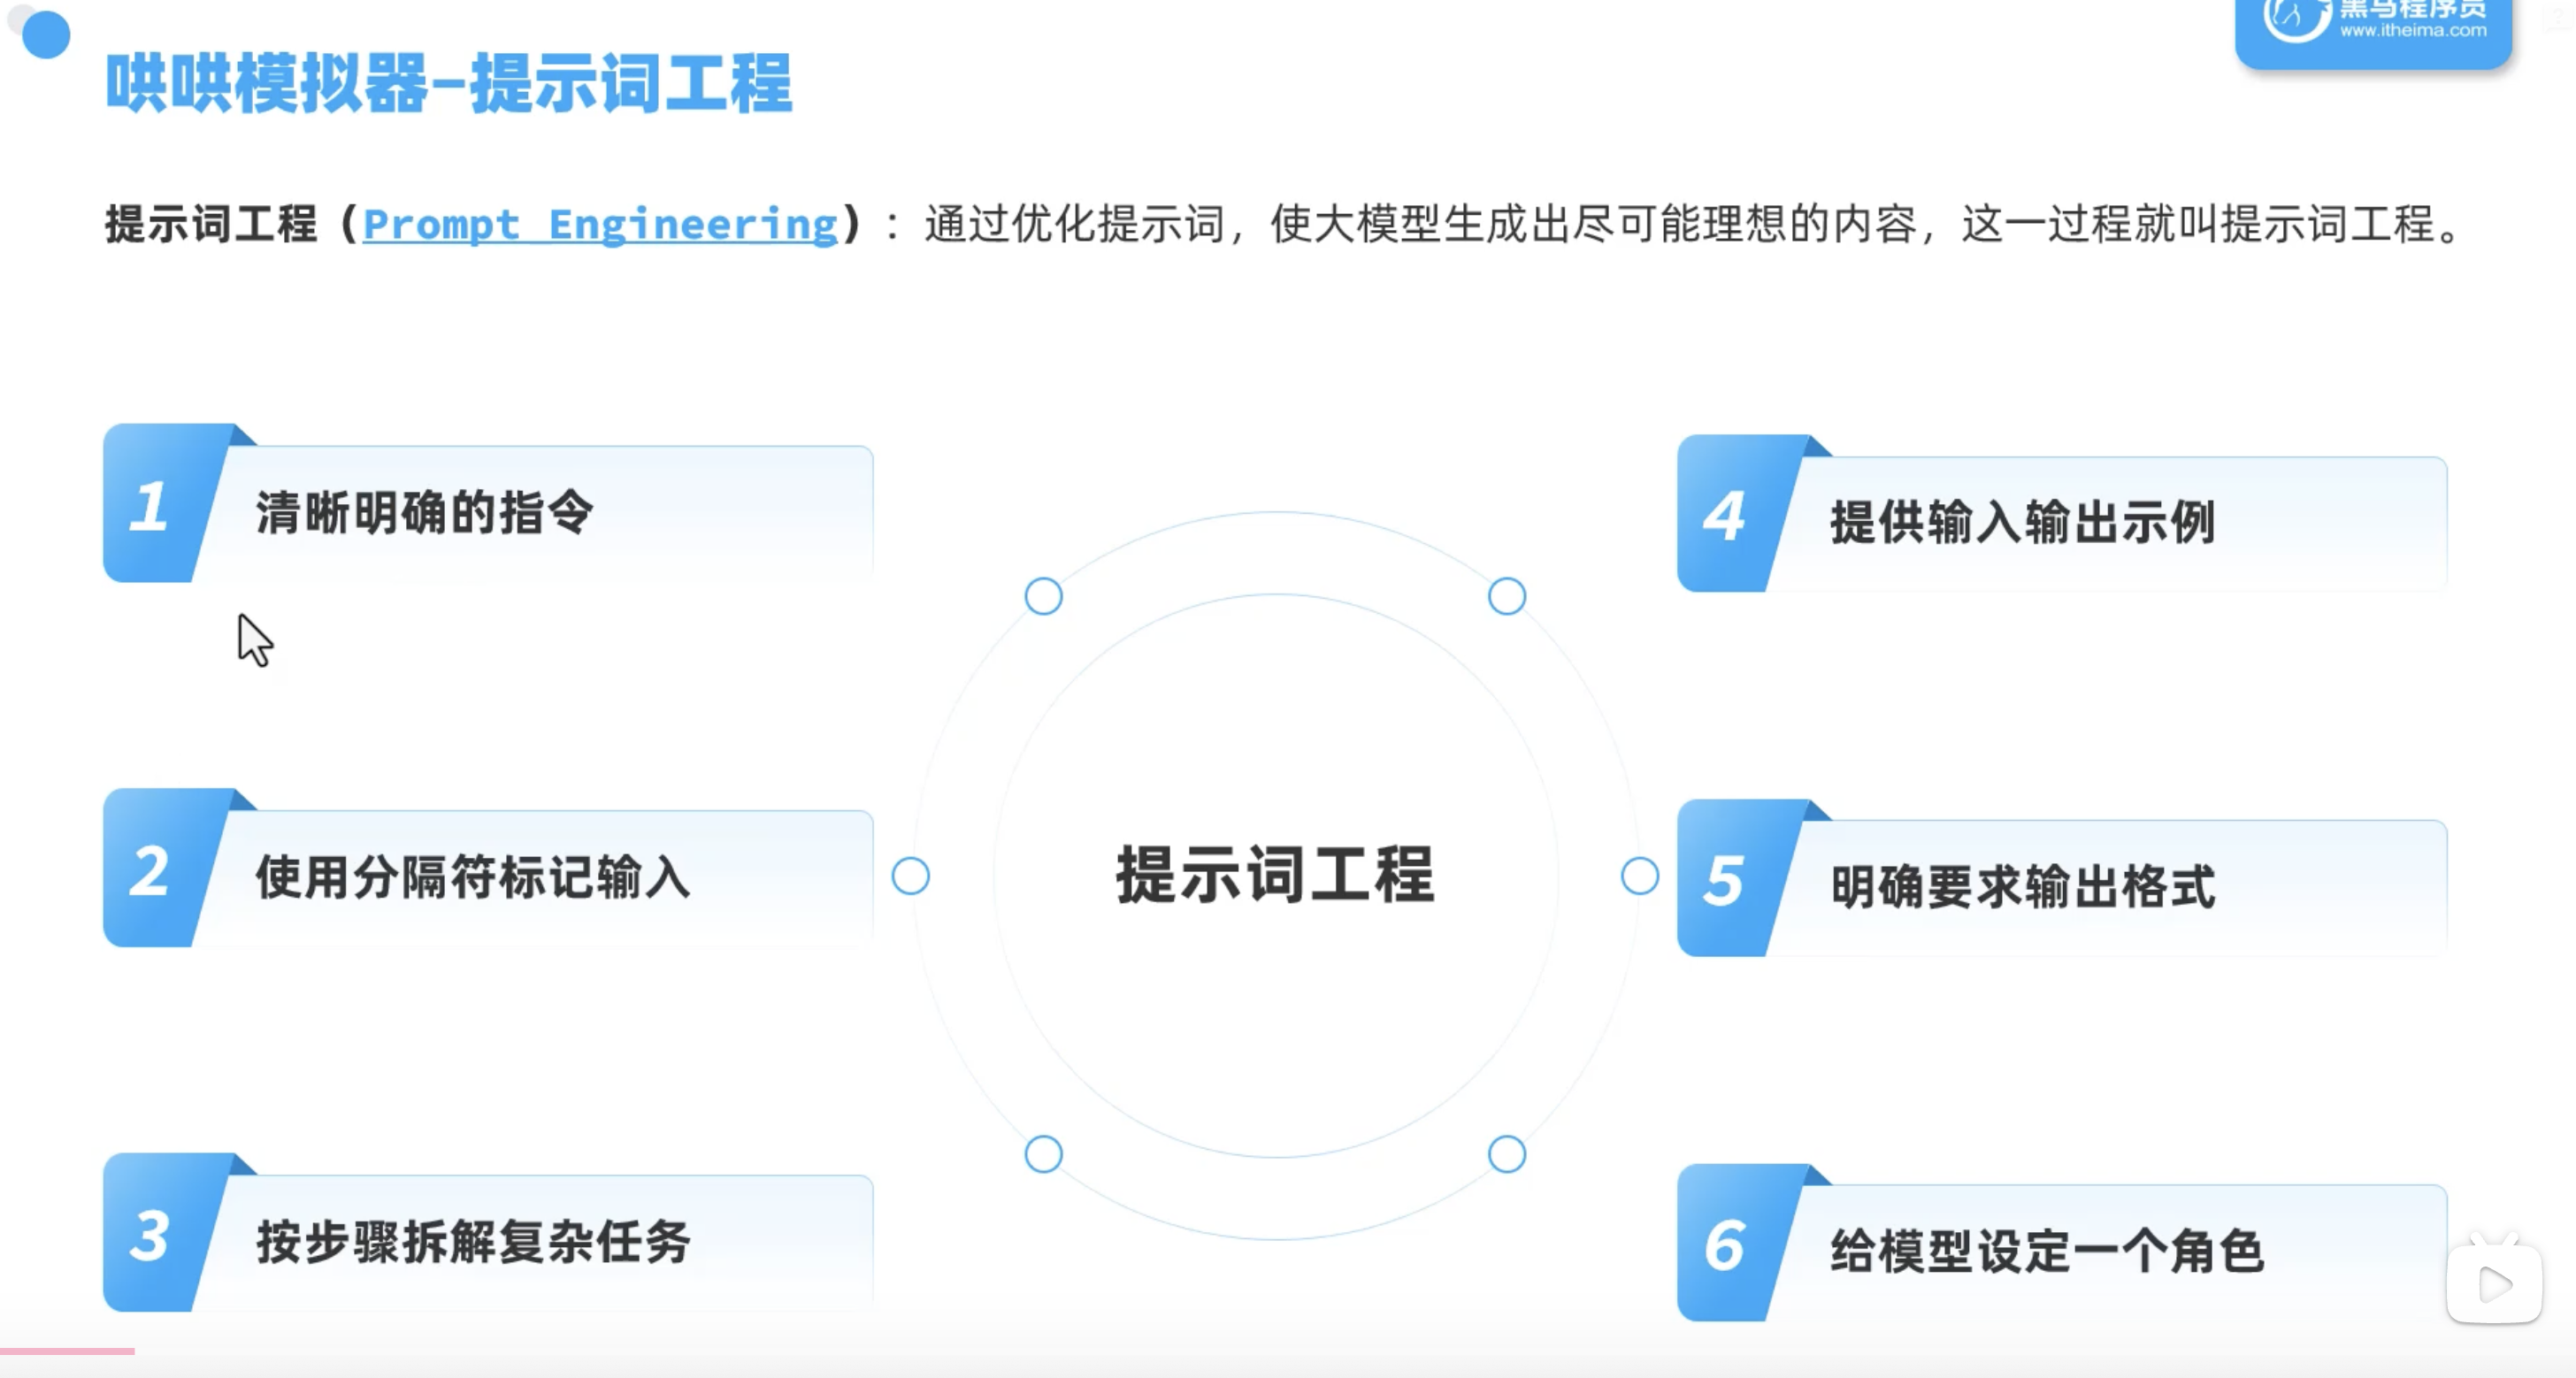 黑马程序员
www.itheima.com
哄哄模拟器-提示词工程
提示词工程（Prompt Engineering）：通过优化提示词，使大模型生成出尽可能理想的内容，这一过程就叫提示词工程。
1 清晰明确的指令
2 使用分隔符标记输入
3 按步骤拆解复杂任务
提示词工程
4 提供输入输出示例
5 明确要求输出格式
6 给模型设定一个角色